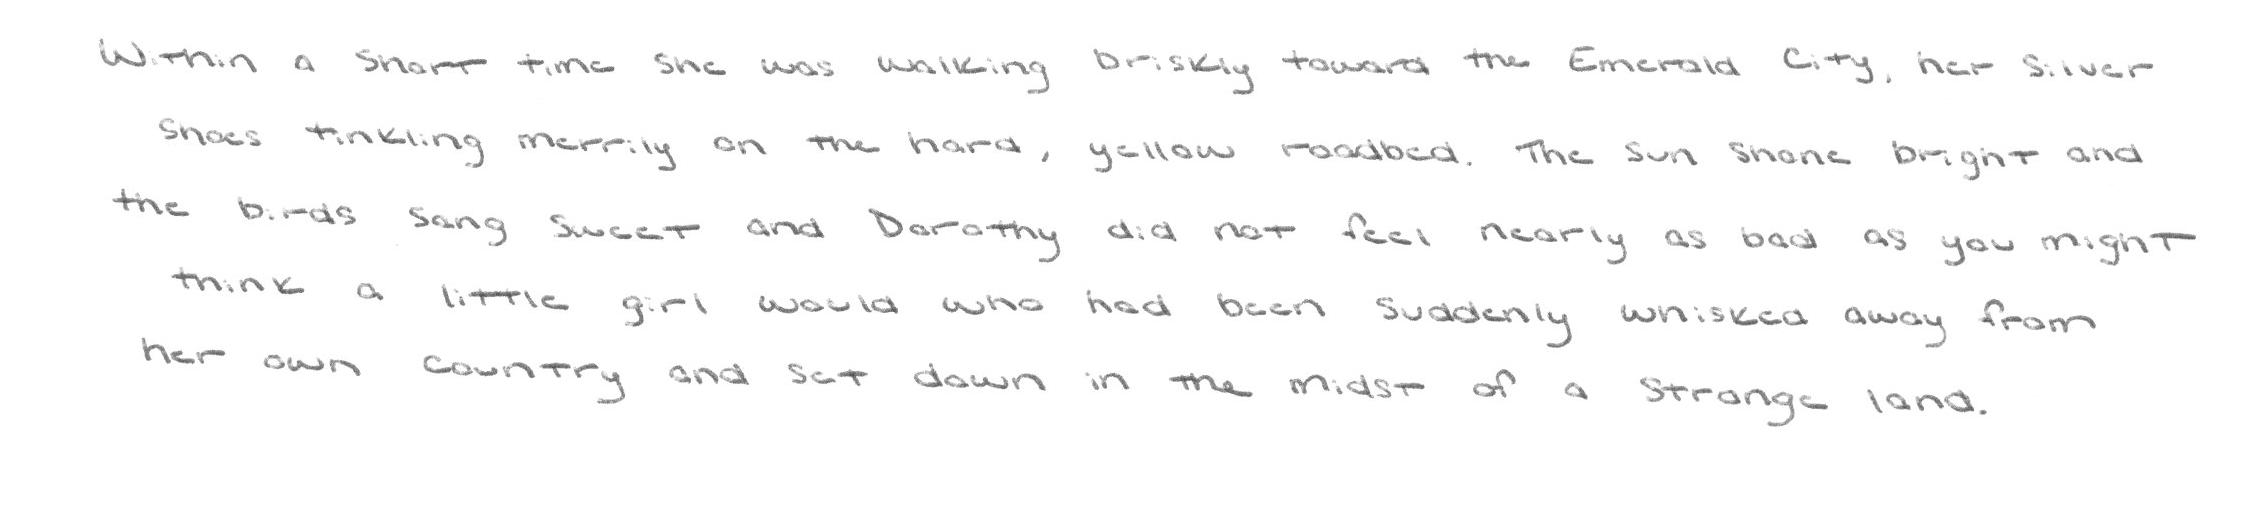 Within a short time she was walking briskly toward the Emerald City, her Silver
Shoes tinkling merrily on the hard, yellow roadbed. The sun shone bright and
the birds sang sweet and Dorothy did not feel nearly as bad as you might
think a little girl would who had been suddenly whisked away from
her own country and set down in the midst of a strange land.